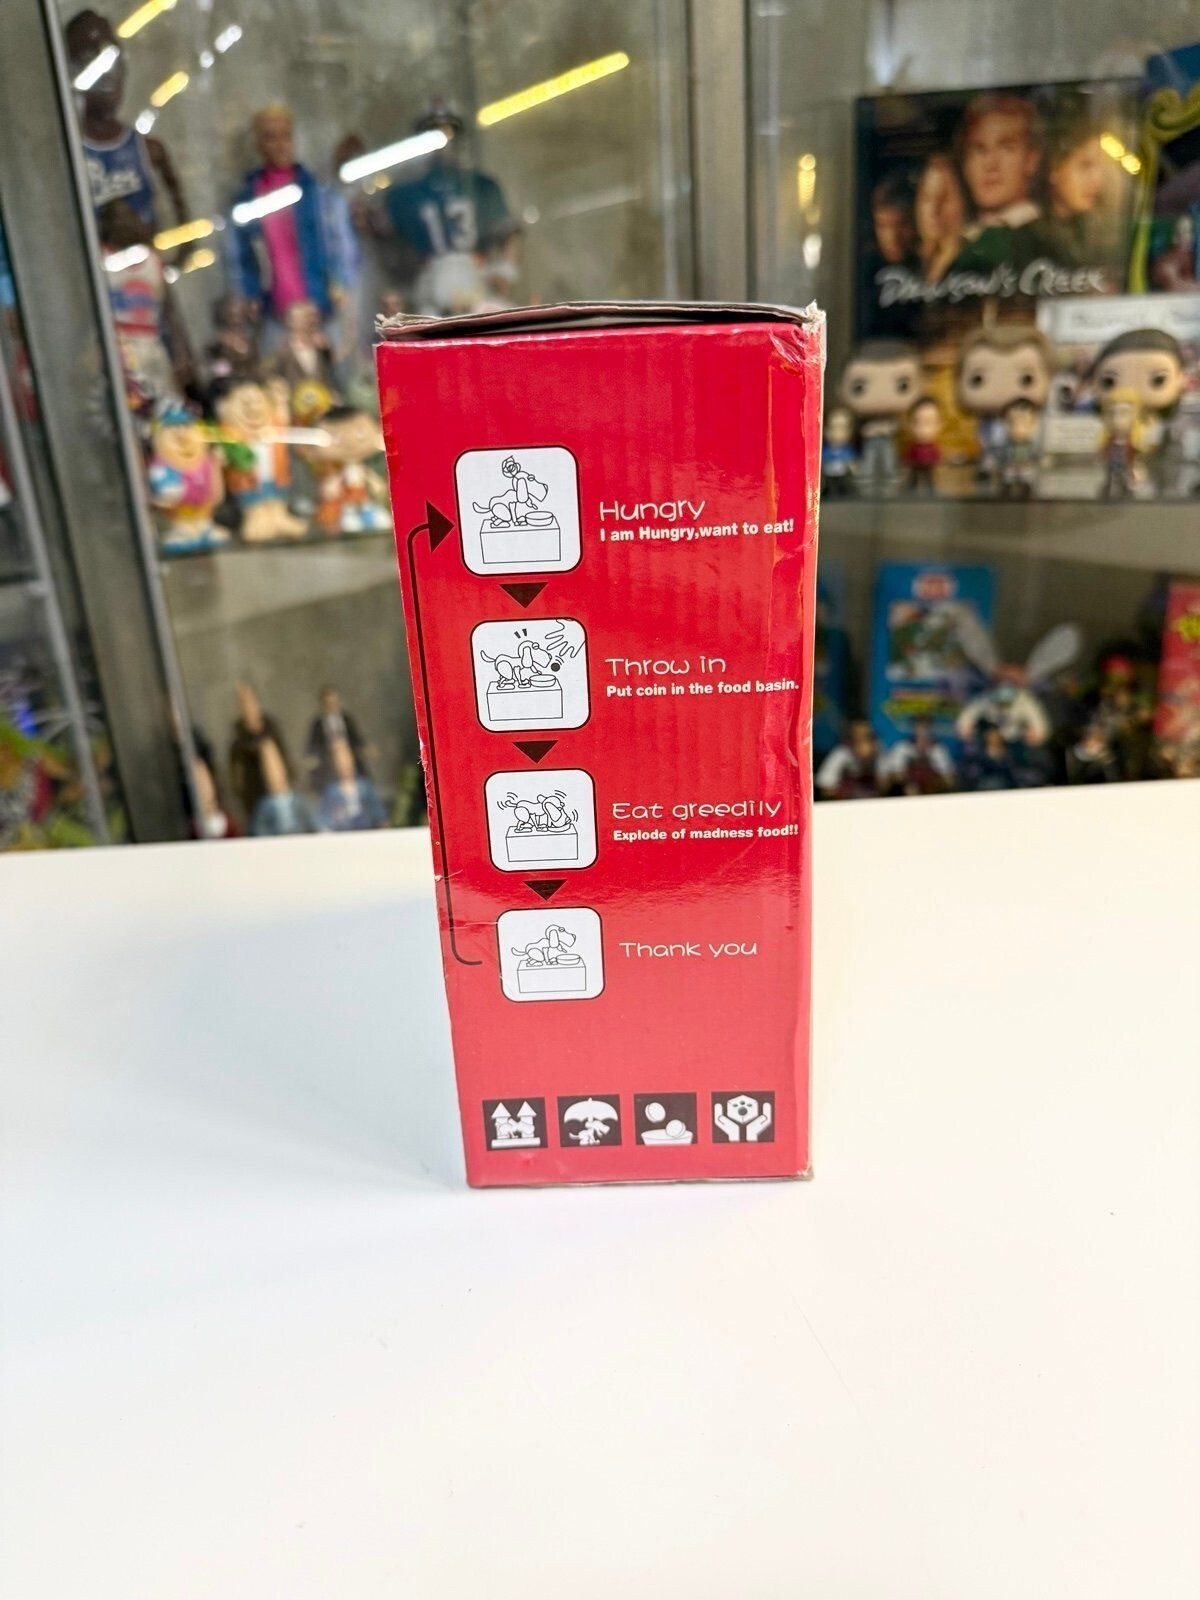 13
Dawson's Creek
Hungry
I am Hungry,want to eat!
Throw in
Put coin in the food basin.
Eat greedily
Explode of madness food!!
Thank you